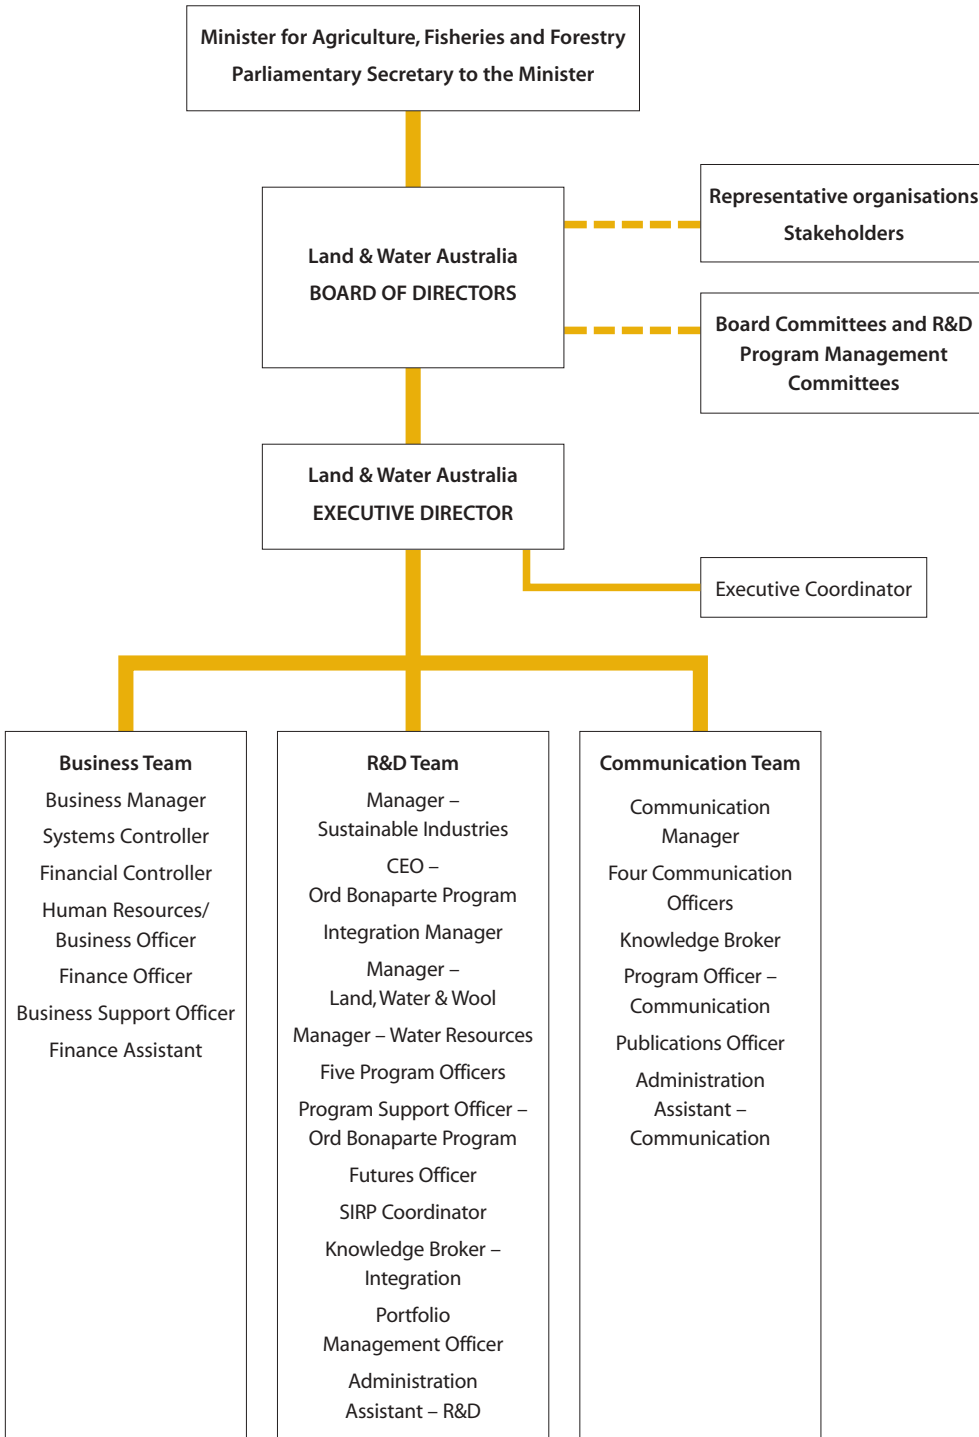 Minister for Agriculture, Fisheries and Forestry
Parliamentary Secretary to the Minister
Land & Water Australia
BOARD OF DIRECTORS
Representative organisations
Stakeholders
Board Committees and R&D
Program Management
Committees
Land & Water Australia
EXECUTIVE DIRECTOR
Executive Coordinator
Business Team
Business Manager
Systems Controller
Financial Controller
Human Resources/
Business Officer
Finance Officer
Business Support Officer
Finance Assistant
R&D Team
Manager –
Sustainable Industries
CEO –
Ord Bonaparte Program
Integration Manager
Manager –
Land, Water & Wool
Manager – Water Resources
Five Program Officers
Program Support Officer –
Ord Bonaparte Program
Futures Officer
SIRP Coordinator
Knowledge Broker –
Integration
Portfolio
Management Officer
Administration
Assistant – R&D
Communication Team
Communication
Manager
Four Communication
Officers
Knowledge Broker
Program Officer –
Communication
Publications Officer
Administration
Assistant –
Communication